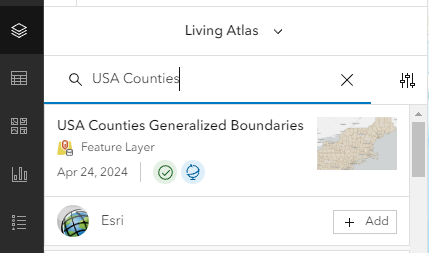 Living Atlas
USA Counties
USA Counties Generalized Boundaries
Feature Layer
Apr 24, 2024
Esri
Add